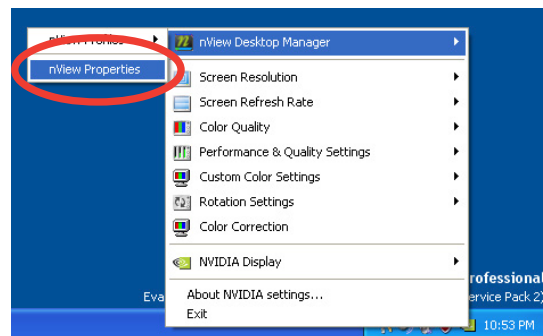 nView Profiles
nView Properties
nView Desktop Manager
Screen Resolution
Screen Refresh Rate
Color Quality
Performance & Quality Settings
Custom Color Settings
Rotation Settings
Color Correction
NVIDIA Display
About NVIDIA settings...
Exit
rofessional
Eva
ervice Pack 2)
10:53 PM